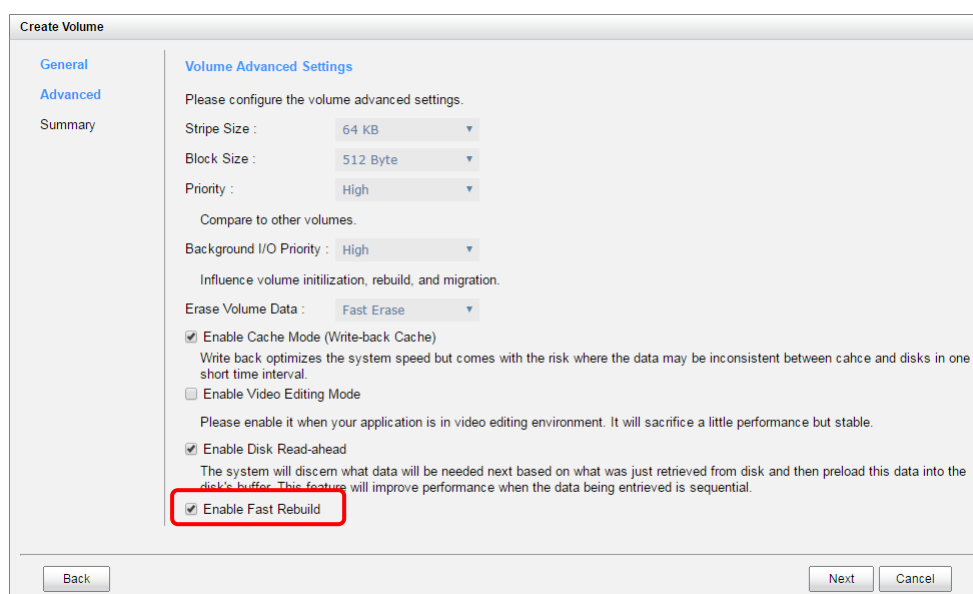 Create Volume
General
Advanced
Summary
Volume Advanced Settings
Please configure the volume advanced settings.
Stripe Size : 64 KB
Block Size : 512 Byte
Priority : High
Compare to other volumes.
Background I/O Priority : High
Influence volume initilization, rebuild, and migration.
Erase Volume Data : Fast Erase
Enable Cache Mode (Write-back Cache)
Write back optimizes the system speed but comes with the risk where the data may be inconsistent between cahce and disks in one
short time interval.
Enable Video Editing Mode
Please enable it when your application is in video editing environment. It will sacrifice a little performance but stable.
Enable Disk Read-ahead
The system will discern what data will be needed next based on what was just retrieved from disk and then preload this data into the
disk's buffer. This feature will improve performance when the data being entrieved is sequential.
Enable Fast Rebuild
Back
Next
Cancel